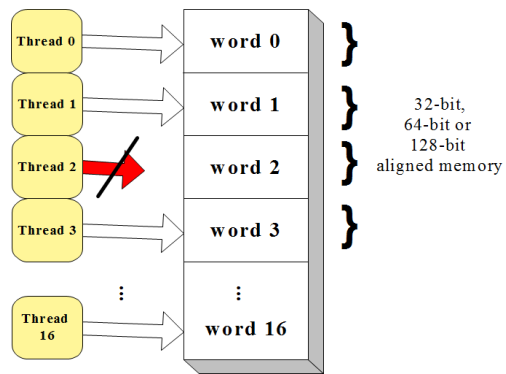 Thread 0
word 0
Thread 1
word 1
Thread 2
word 2
Thread 3
word 3
Thread
16
word 16
32-bit,
64-bit or
128-bit
aligned memory